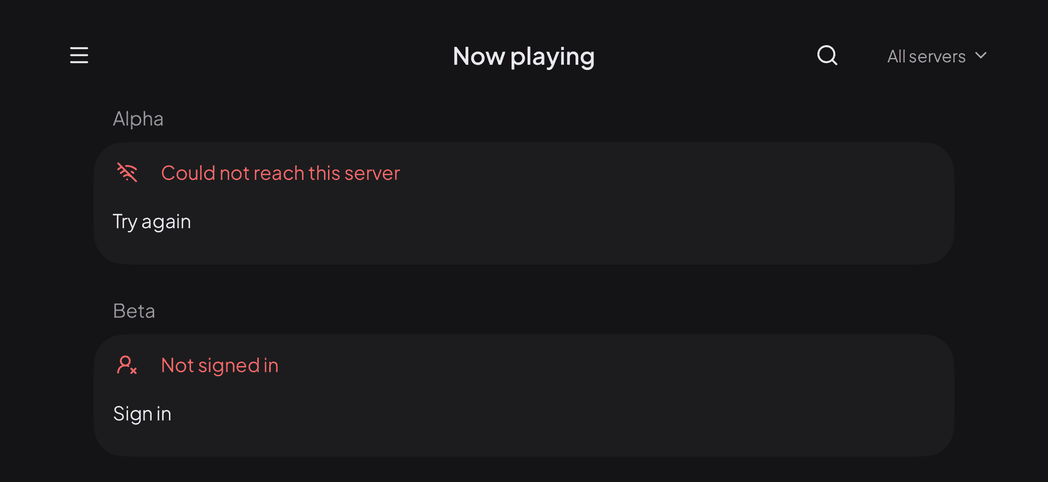 Now playing
All servers
Alpha
Could not reach this server
Try again
Beta
Not signed in
Sign in